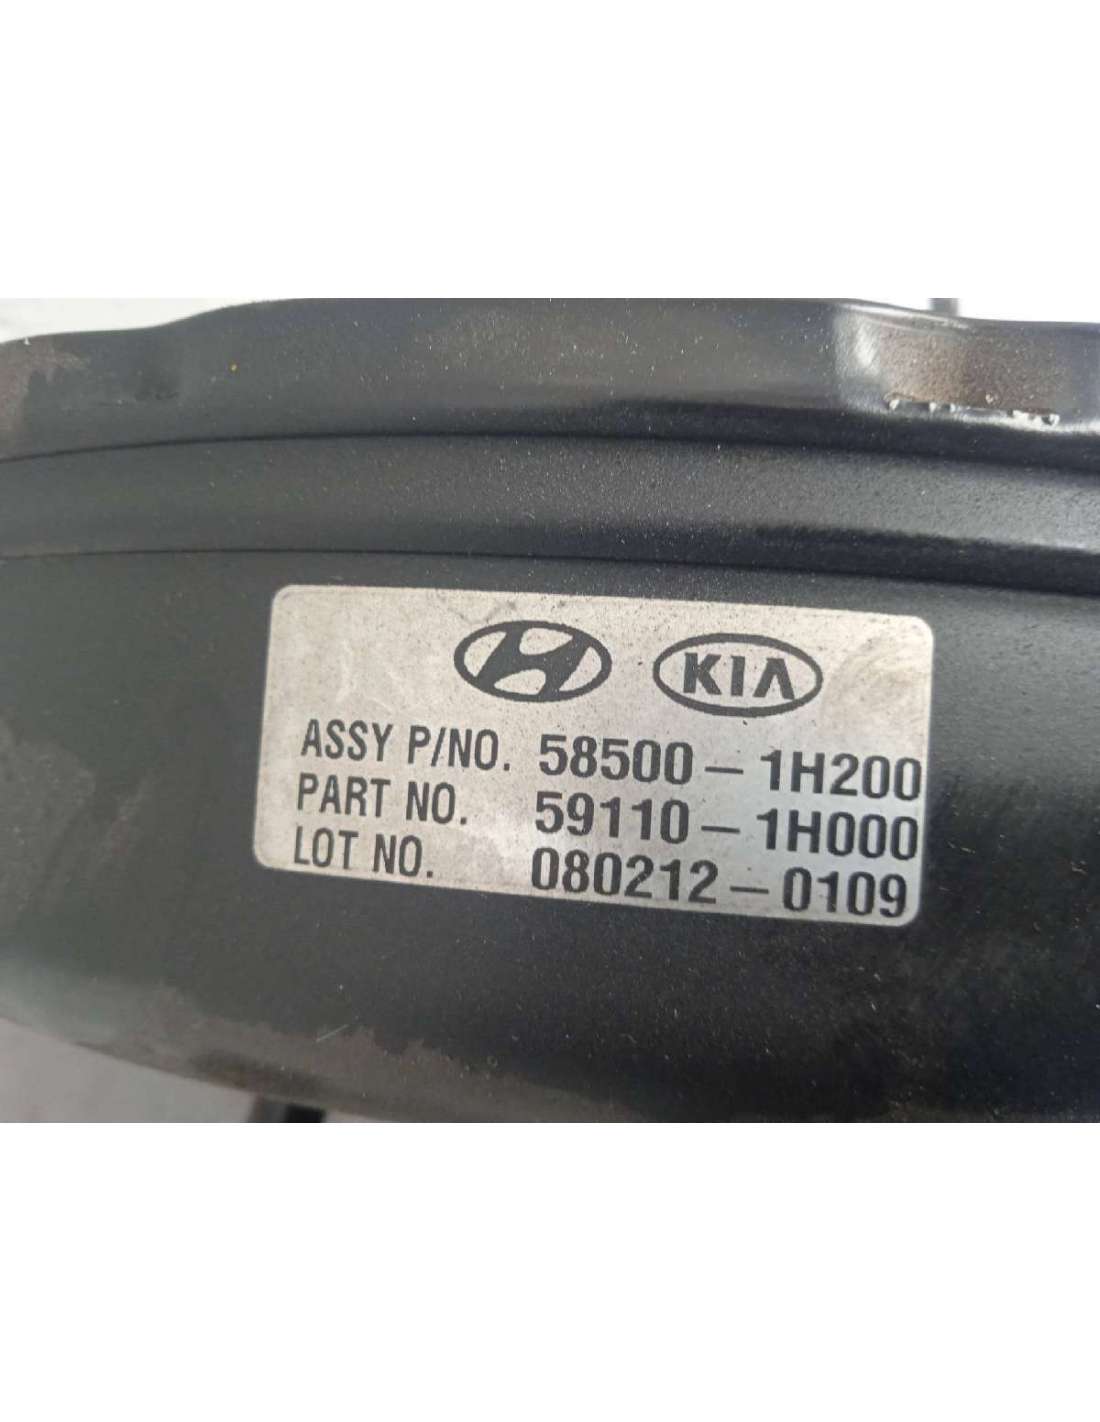 KIA
ASSY P/NO. 58500-1H200
PART NO. 59110-1H000
LOT NO. 080212-0109